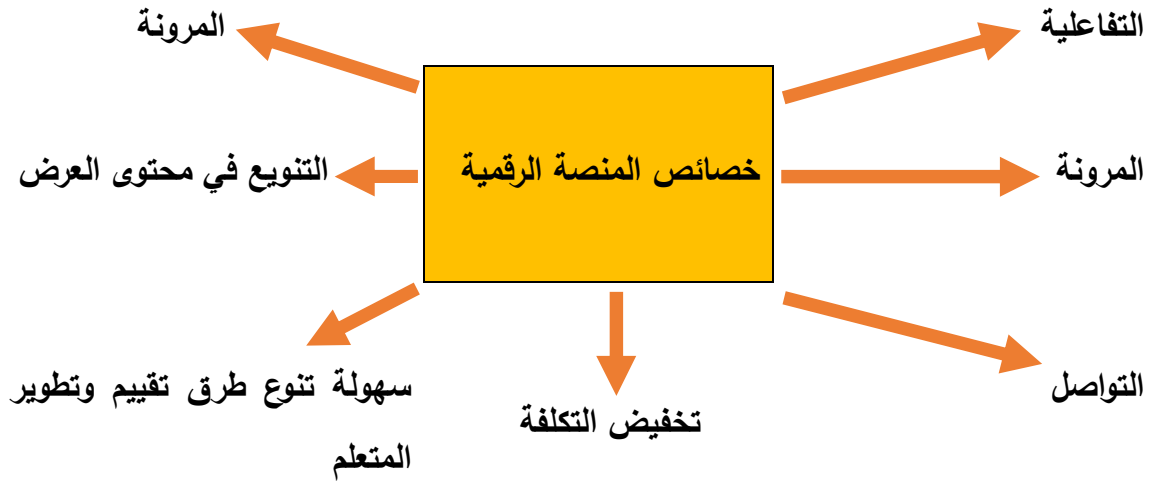 التفاعلية
المرونة
خصائص المنصة الرقمية
المرونة
التنويع في محتوى العرض
التواصل
سهولة تنوع طرق تقييم وتطوير
المتعلم
تخفيض التكلفة